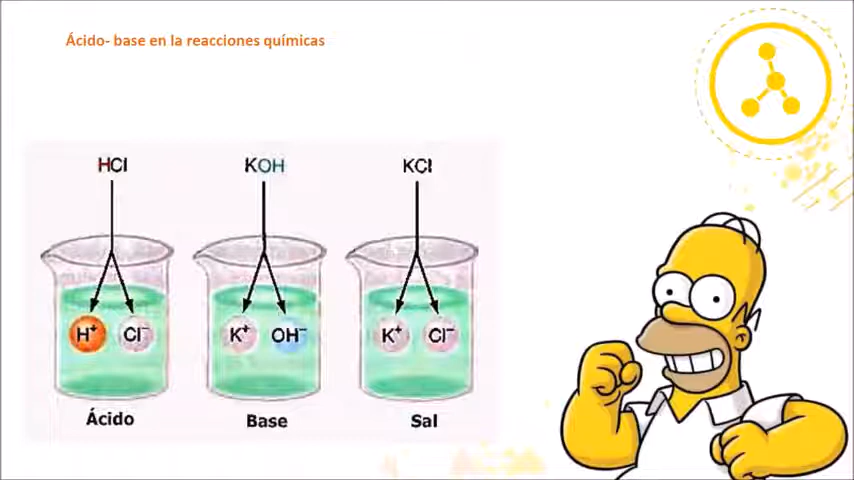 Ácido- base en la reacciones químicas
HCl KOH KCl
H⁺ Cl⁻ K⁺ OH⁻ K⁺ Cl⁻
Ácido Base Sal